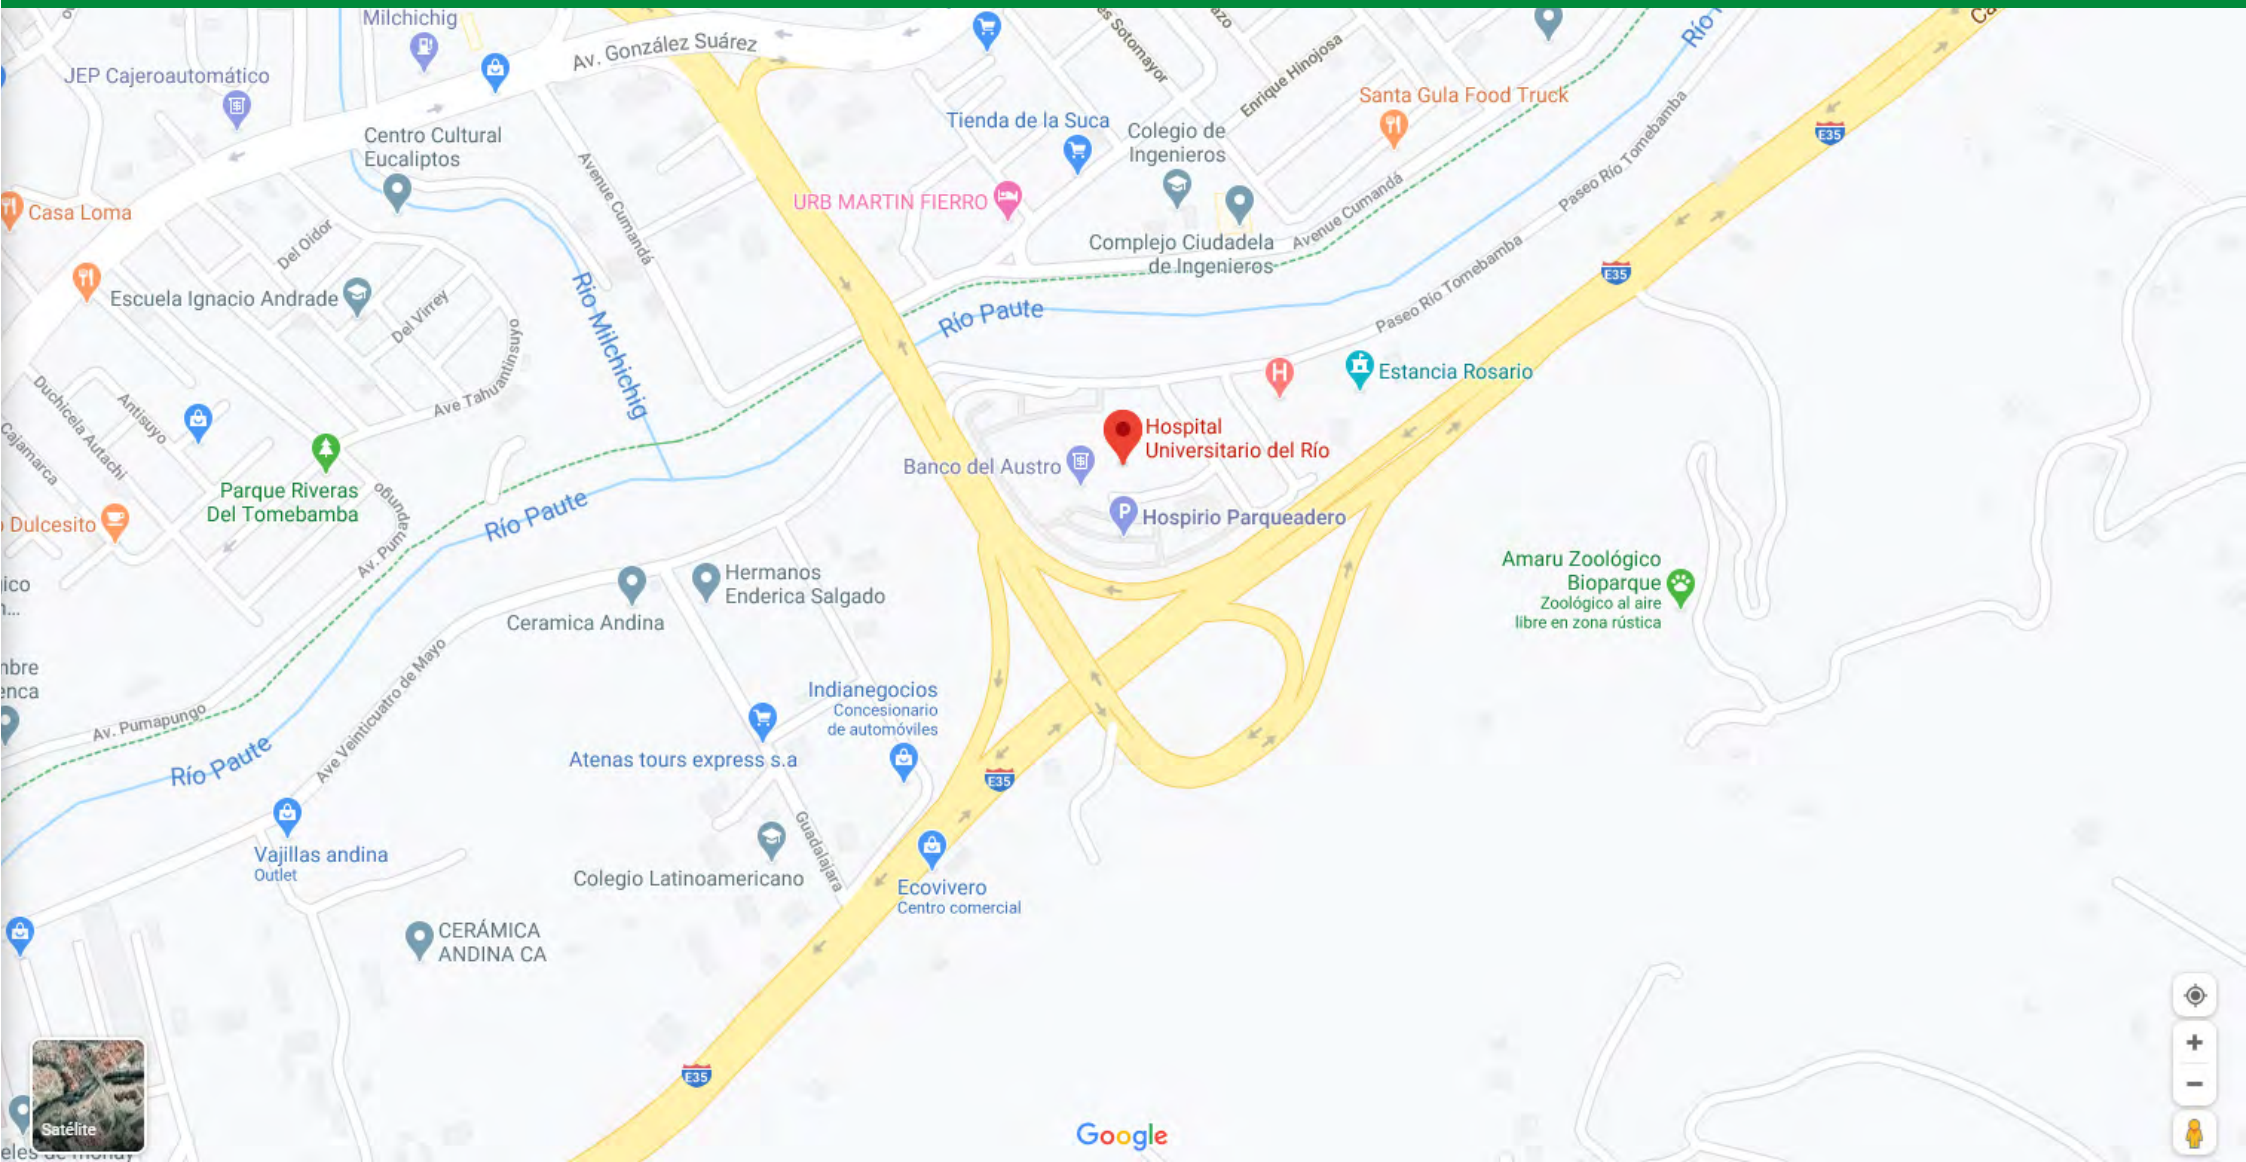 Milchichig
JEP Cajeroautomático
Av. González Suárez
Sotomayor
Enrique Hinojosa
Santa Gula Food Truck
E35
Centro Cultural
Eucaliptos
Tienda de la Suca
Colegio de
Ingenieros
Paseo Río Tomebamba
Avenue Cumandá
URB MARTIN FIERRO
Casa Loma
Del Oidor
Complejo Ciudadela
de Ingenieros
Avenue Cumandá
Paseo Río Tomebamba
E35
Escuela Ignacio Andrade
Del Virrey
Rio Milchichig
Río Paute
Estancia Rosario
Duchicela Autachi
Antisuyo
Cajamarca
Ave Tahuantinsuyo
H
Hospital
Universitario del Río
Banco del Austro
Parque Riveras
Del Tomebamba
Av. Pumapungo
Río Paute
P
Hospirio Parqueadero
Dulcesito
Hermanos
Enderica Salgado
Ceramica Andina
Amaru Zoológico
Bioparque
Zoológico al aire
libre en zona rústica
Av. Pumapungo
Río Paute
Ave Veinticuatro de Mayo
Indianegocios
Concesionario
de automóviles
Atenas tours express s.a
E35
Vajillas andina
Outlet
Colegio Latinoamericano
Guadalajara
Ecovivero
Centro comercial
CERÁMICA
ANDINA CA
E35
Satélite
Google